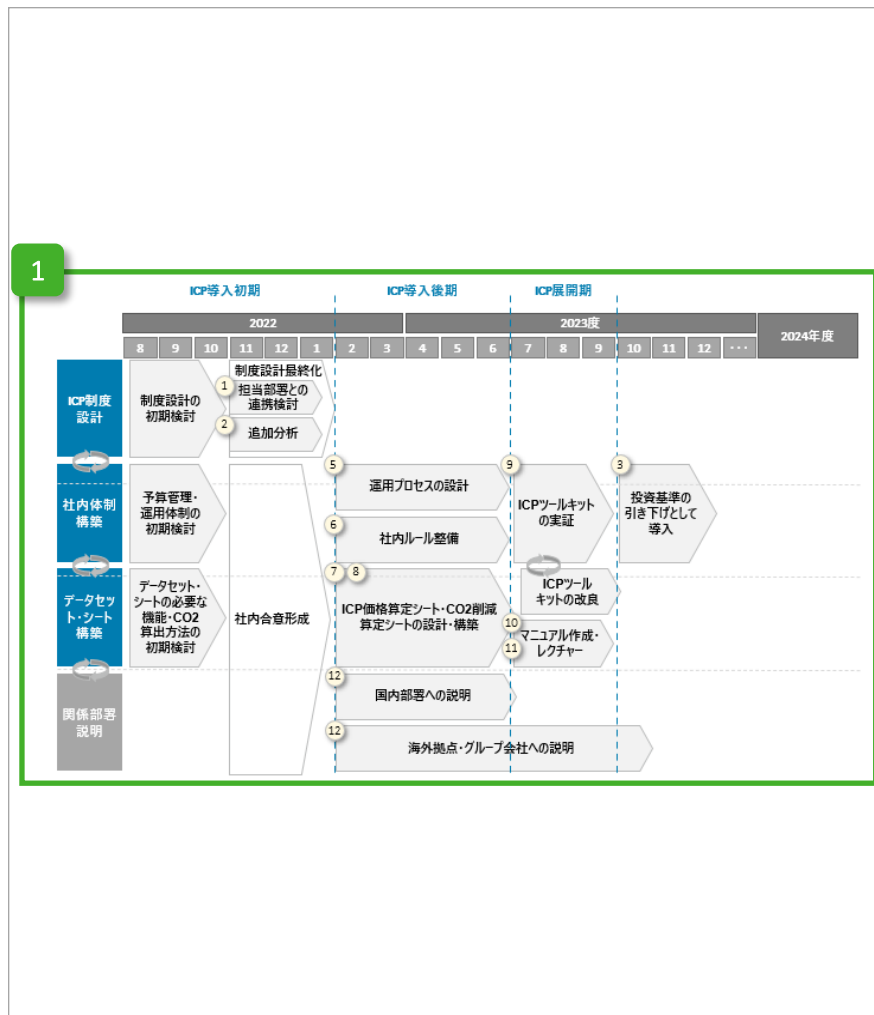 1
ICP導入初期
ICP導入後期
ICP展開期
2022
2023度
2024年度
8 9 10 11 12 1 2 3 4 5 6 7 8 9 10 11 12 ・・・
ICP制度
設計
制度設計の
初期検討
制度設計最終化
1
担当部署との
連携検討
2
追加分析
社内体制
構築
予算管理・
運用体制の
初期検討
社内合意形成
5
運用プロセスの設計
6
社内ルール整備
9
ICPツールキット
の実証
3
投資基準の
引き下げとして
導入
データセッ
ト・シート
構築
データセット・
シートの必要な
機能・CO2
算出方法の
初期検討
7 8
ICP価格算定シート・CO2削減
算定シートの設計・構築
ICPツール
キットの改良
10
11
マニュアル作成・
レクチャー
関係部署
説明
12
国内部署への説明
12
海外拠点・グループ会社への説明